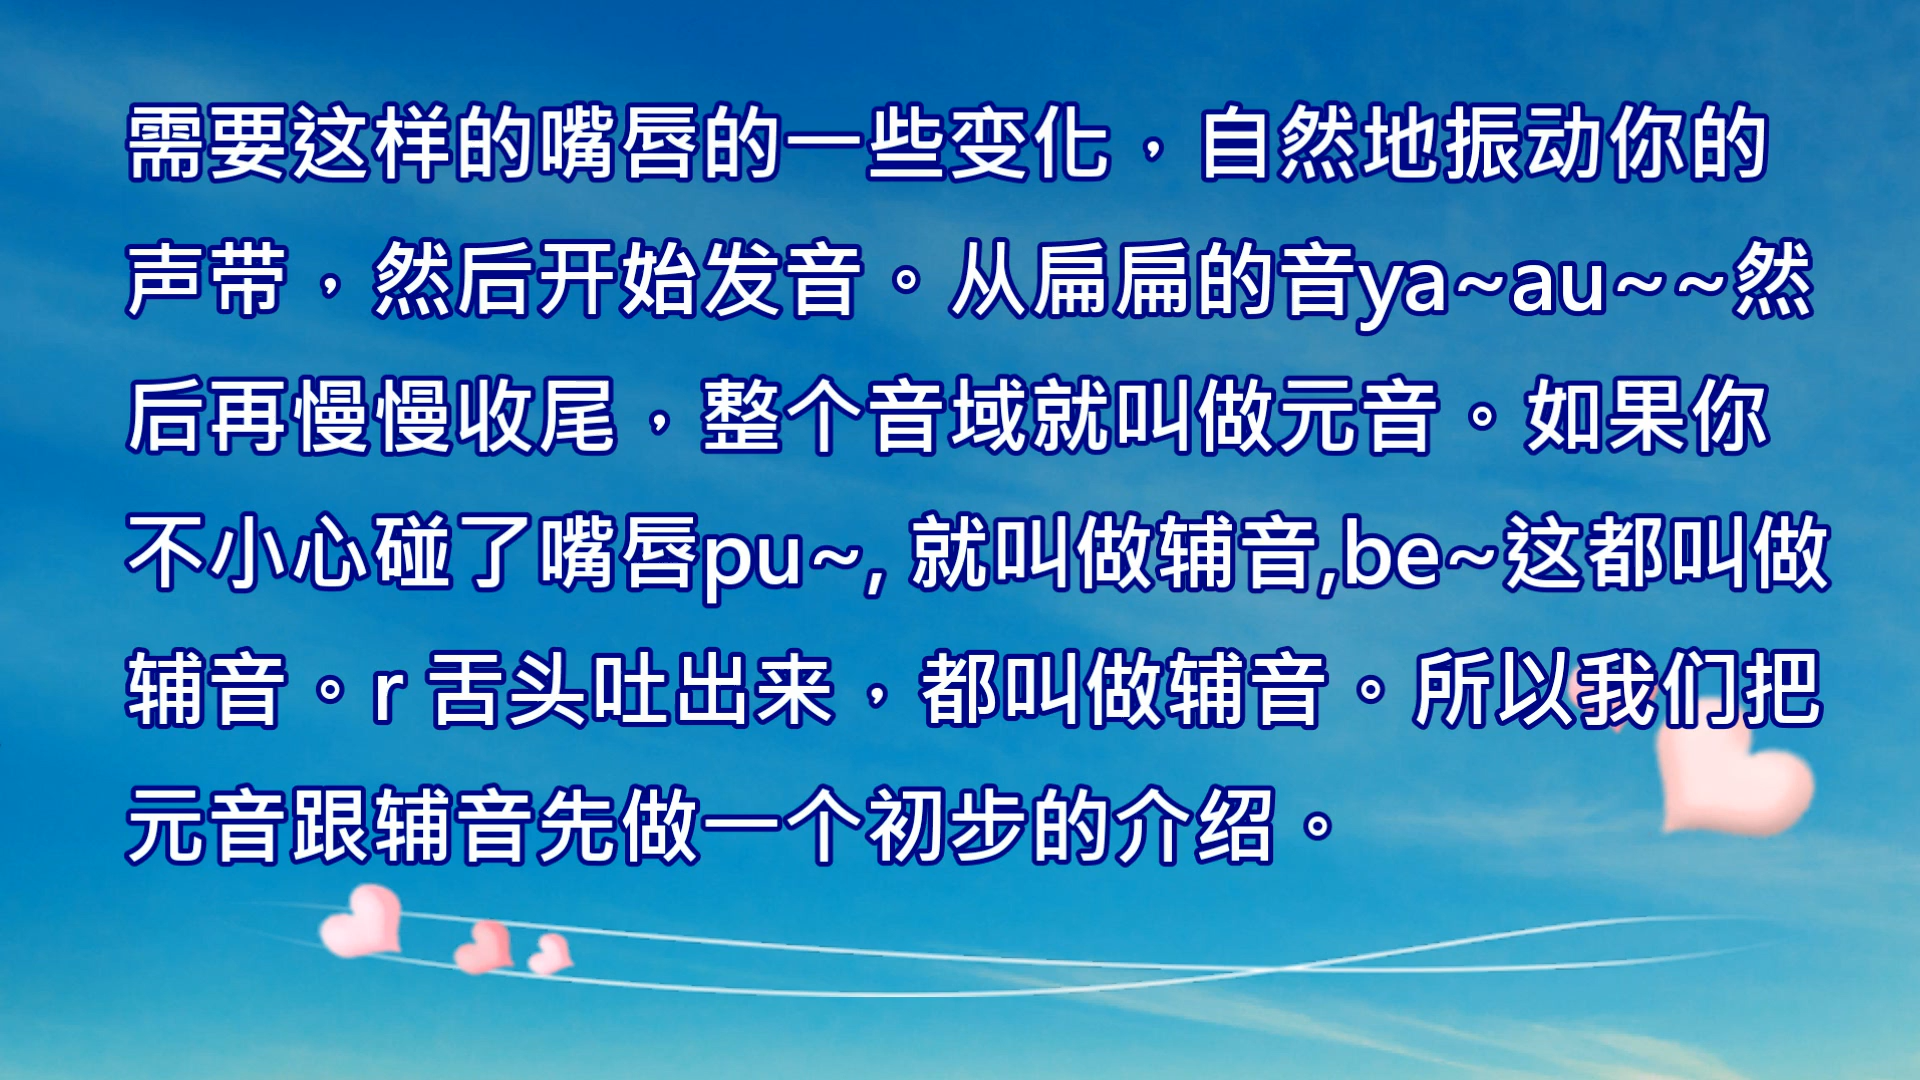 需要这样的嘴唇的一些变化，自然地振动你的
声带，然后开始发音。从扁扁的音ya~au~~然
后再慢慢收尾，整个音域就叫做元音。如果你
不小心碰了嘴唇pu~, 就叫做辅音,be~这都叫做
辅音。r 舌头吐出来，都叫做辅音。所以我们把
元音跟辅音先做一个初步的介绍。